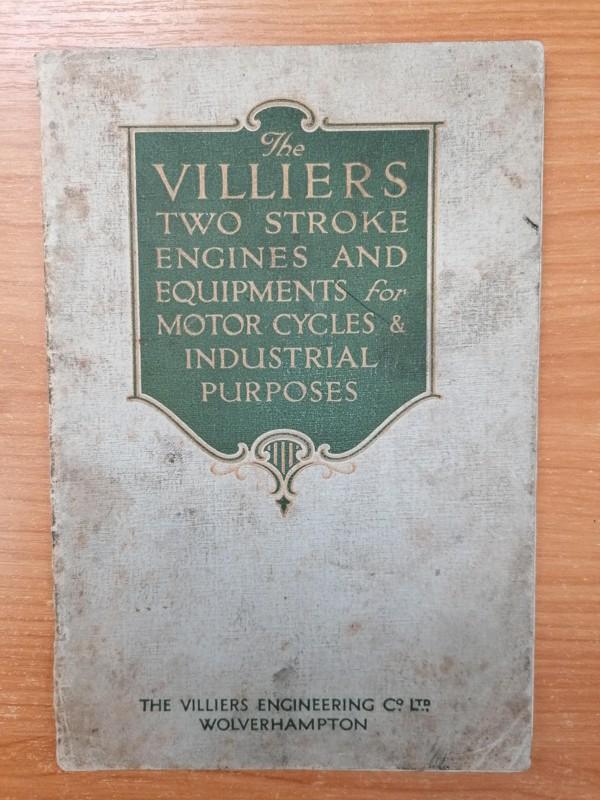 The
VILLIERS
TWO STROKE
ENGINES AND
EQUIPMENTS for
MOTOR CYCLES &
INDUSTRIAL
PURPOSES
THE VILLIERS ENGINEERING Co LTD
WOLVERHAMPTON